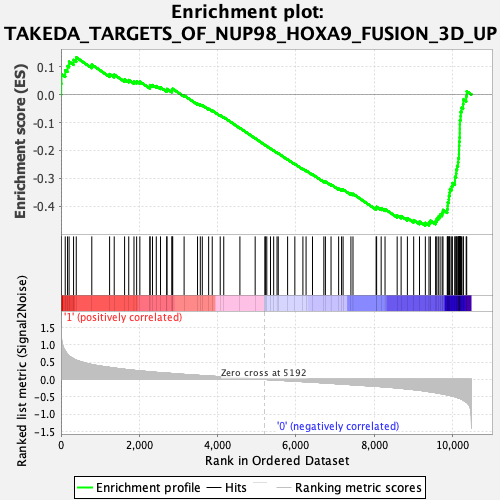 Enrichment plot:
TAKEDA_TARGETS_OF_NUP98_HOXA9_FUSION_3D_UP
Enrichment score (ES)
0.1
0.0
-0.1
-0.2
-0.3
-0.4
'1' (positively correlated)
Ranked list metric (Signal2Noise)
1.5
1.0
0.5
0.0
-0.5
-1.0
-1.5
Zero cross at 5192
'0' (negatively correlated)
0
2,000
4,000
6,000
8,000
10,000
Rank in Ordered Dataset
Enrichment profile
Hits
Ranking metric scores